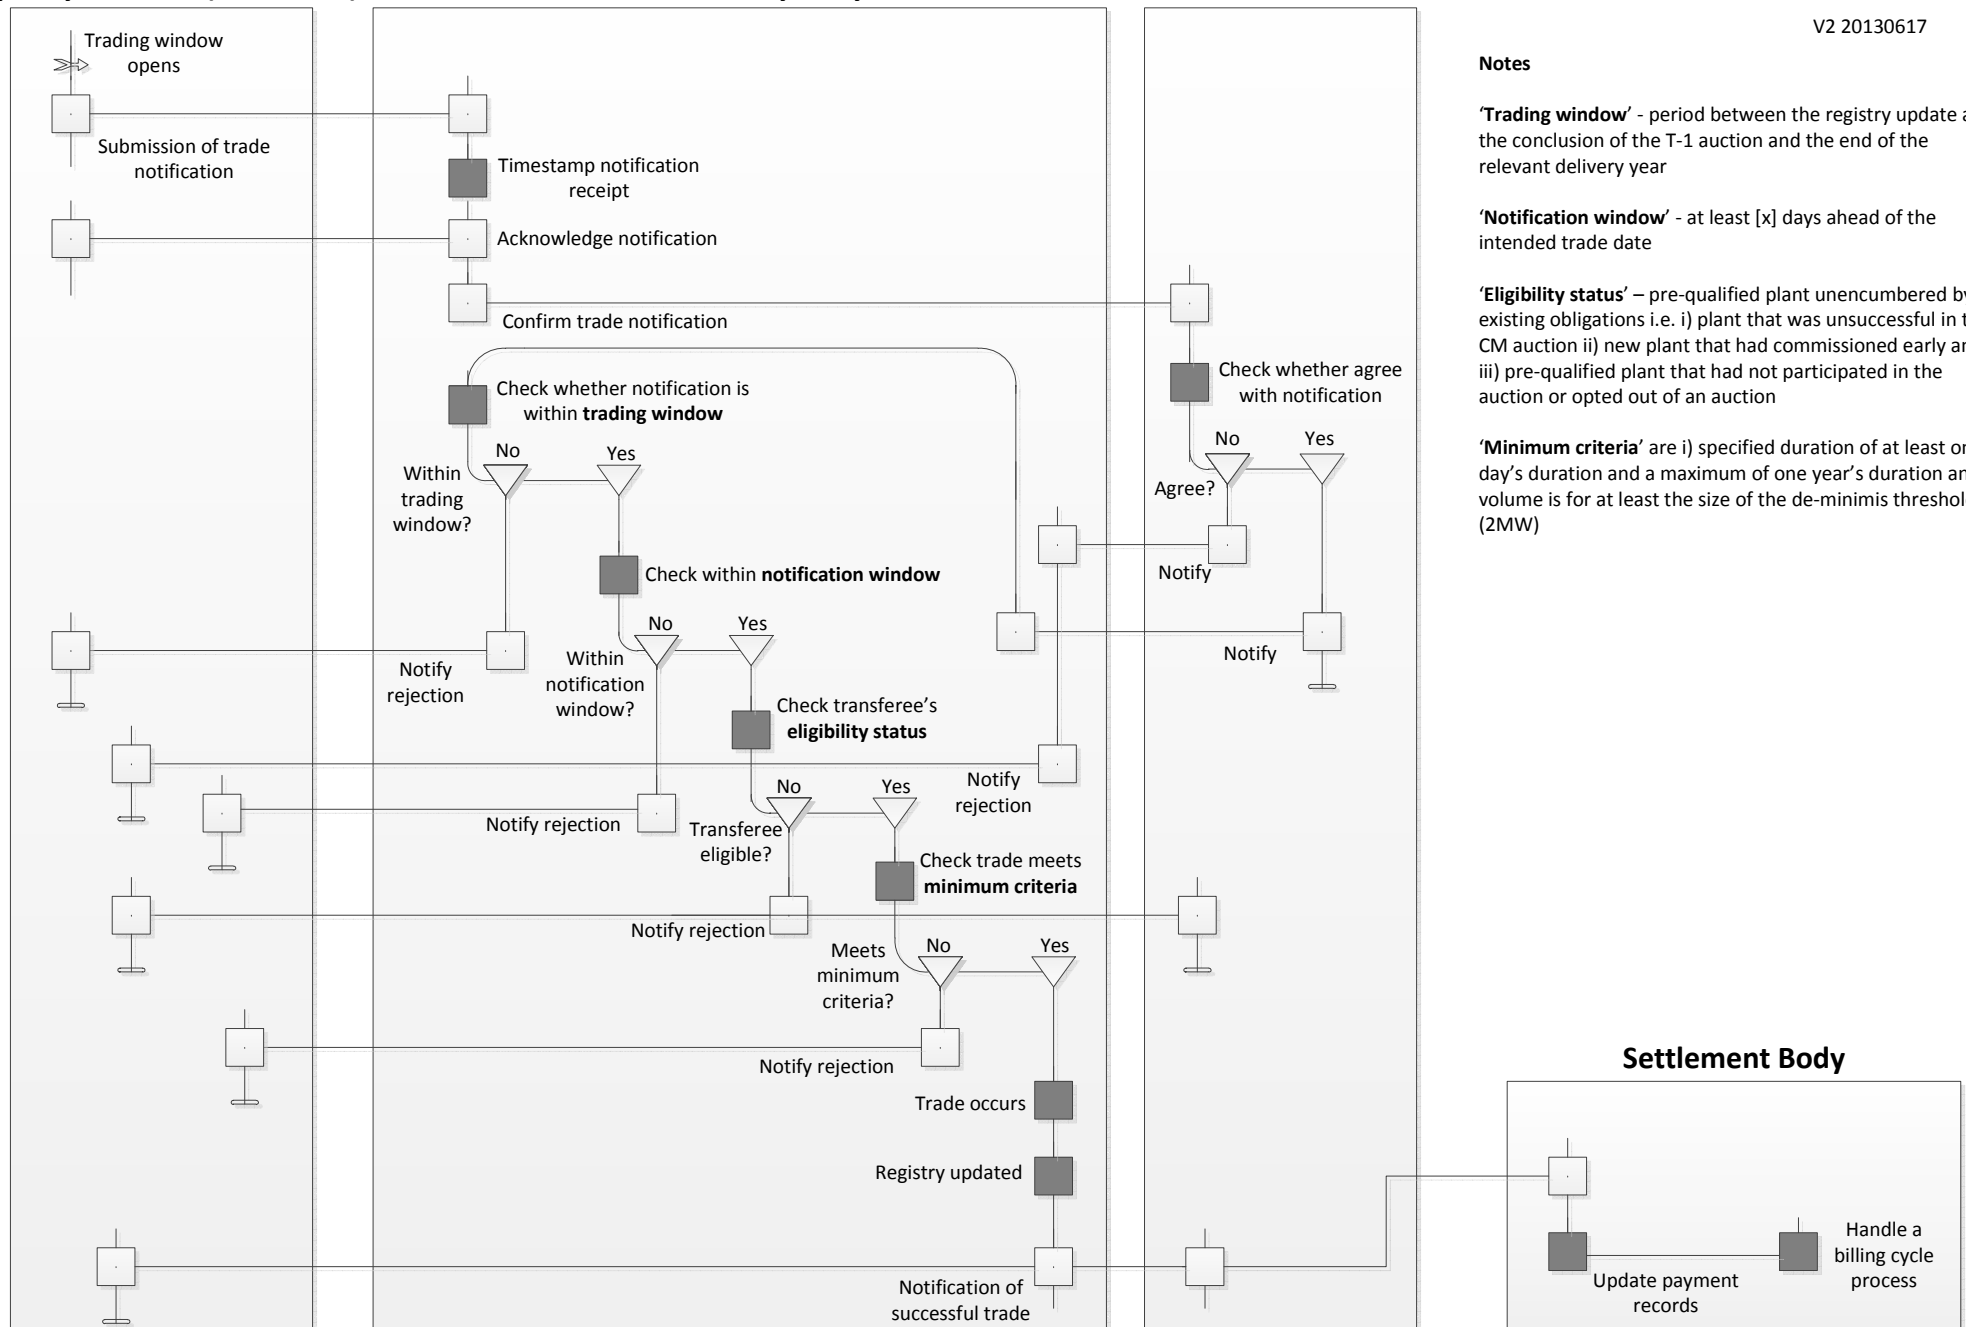 V2 20130617
Trading window
opens
Submission of trade
notification
Timestamp notification
receipt
Acknowledge notification
Confirm trade notification
Check whether notification is
within trading window
Check whether agree
with notification
No
Yes
Within
trading
window?
No
Yes
Agree?
Notify
Check within notification window
Notify
Notify
rejection
No
Yes
Within
notification
window?
Check transferee’s
eligibility status
Notify
rejection
Notify rejection
No
Yes
Transferee
eligible?
Check trade meets
minimum criteria
Notify rejection
Meets
minimum
criteria?
No
Yes
Notify rejection
Trade occurs
Registry updated
Notification of
successful trade
Notes
‘Trading window’ - period between the registry update
the conclusion of the T-1 auction and the end of the
relevant delivery year
‘Notification window’ - at least [x] days ahead of the
intended trade date
‘Eligibility status’ – pre-qualified plant unencumbered
existing obligations i.e. i) plant that was unsuccessful in
CM auction ii) new plant that had commissioned early
iii) pre-qualified plant that had not participated in the
auction or opted out of an auction
‘Minimum criteria’ are i) specified duration of at least
day’s duration and a maximum of one year’s duration
volume is for at least the size of the de-minimis
(2MW)
Settlement Body
Update payment
records
Handle a
billing cycle
process